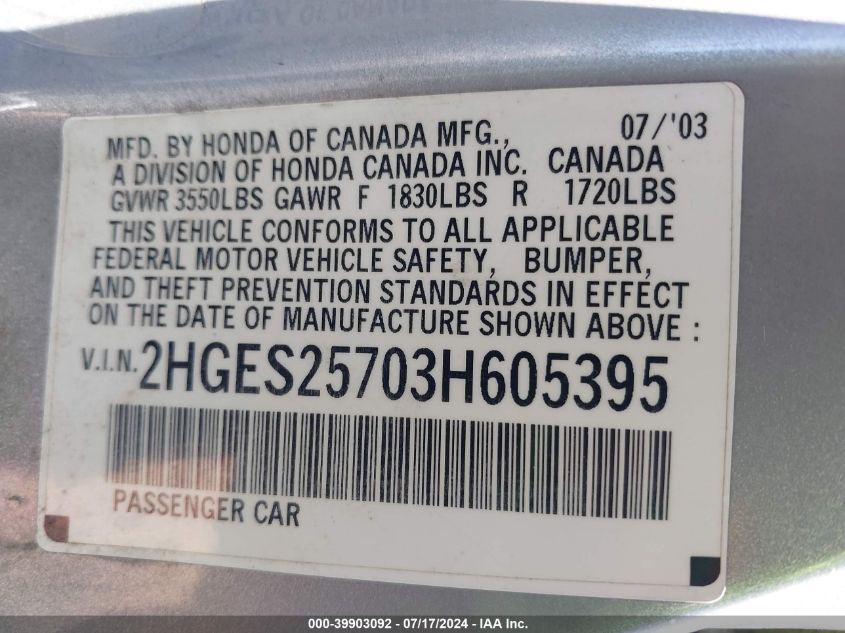 MFD. BY HONDA OF CANADA MFG., 07/'03
A DIVISION OF HONDA CANADA INC. CANADA
GVWR 3550LBS GAWR F 1830LBS R 1720LBS
THIS VEHICLE CONFORMS TO ALL APPLICABLE
FEDERAL MOTOR VEHICLE SAFETY, BUMPER,
AND THEFT PREVENTION STANDARDS IN EFFECT
ON THE DATE OF MANUFACTURE SHOWN ABOVE :
V.I.N. 2HGES25703H605395
PASSENGER CAR
000-39903092 - 07/17/2024 - IAA Inc.